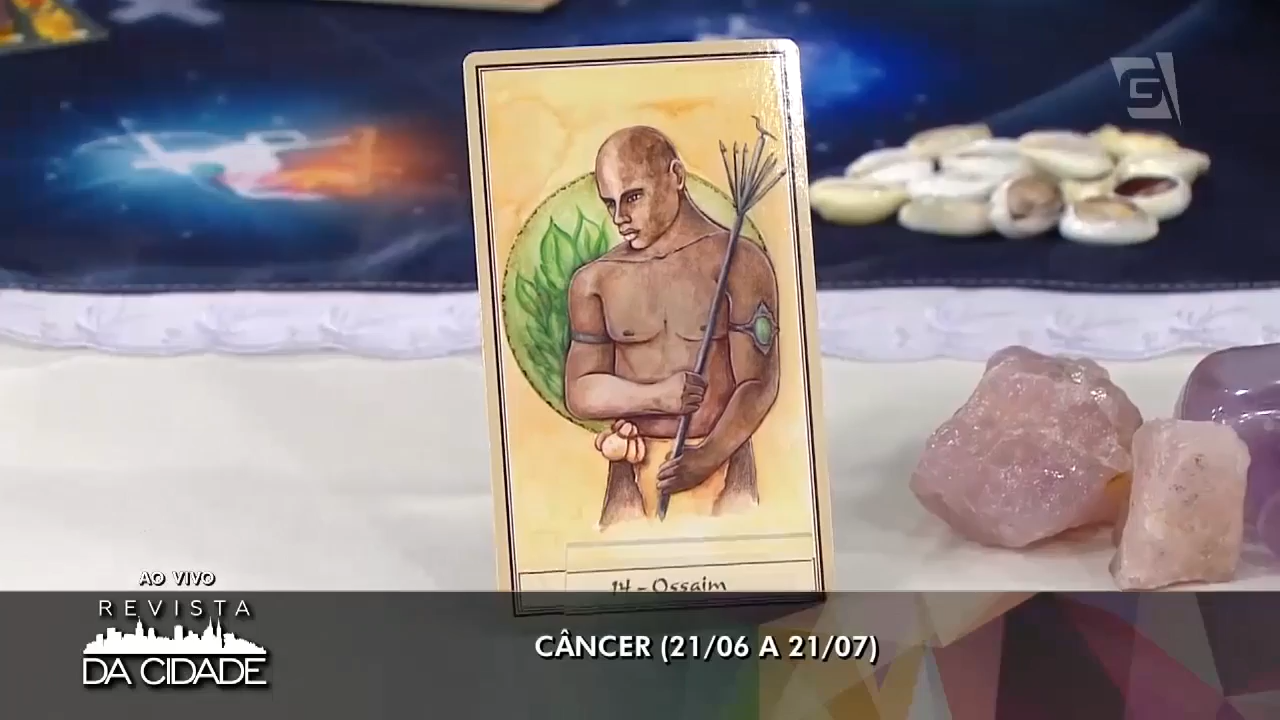 14 - Ossaim
AO VIVO
REVISTA
DA CIDADE
CÂNCER (21/06 A 21/07)